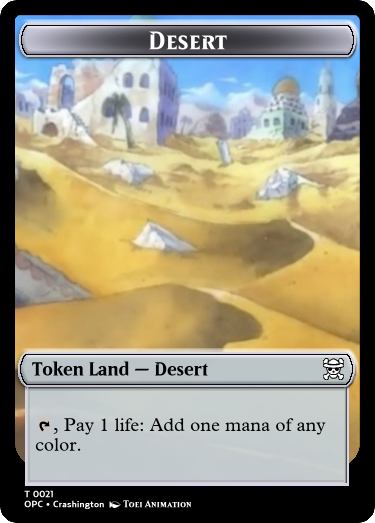 Desert
Token Land — Desert
, Pay 1 life: Add one mana of any
color.
T 0021
OPC • Crashington Toei Animation